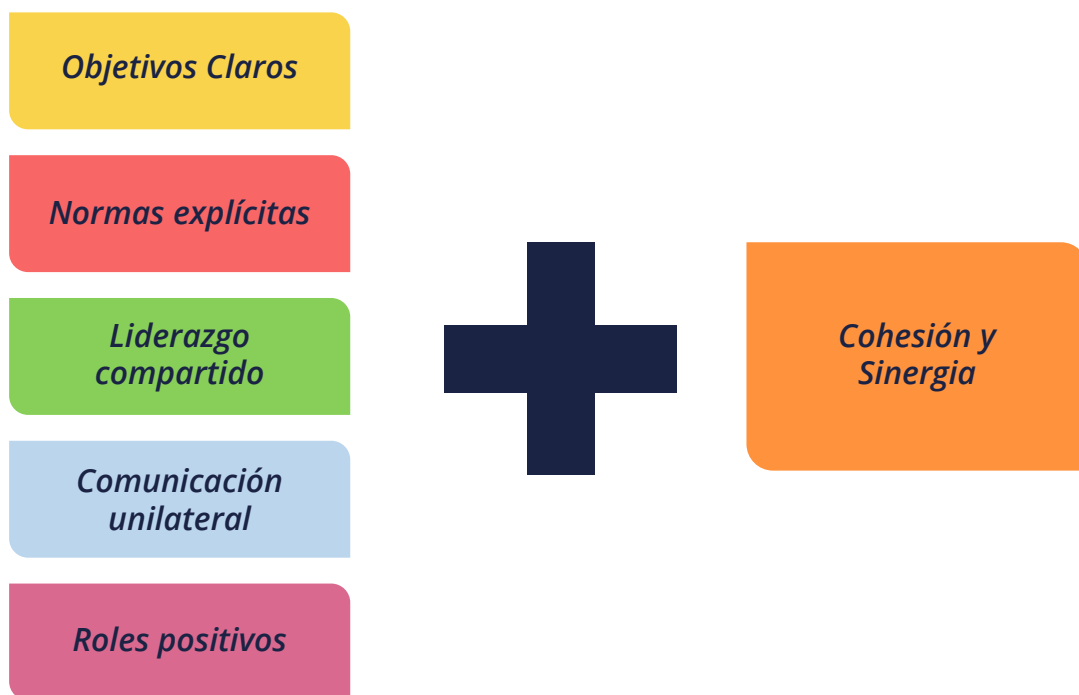 Objetivos Claros
Normas explícitas
Liderazgo
compartido
Comunicación
unilateral
Roles positivos
Cohesión y
Sinergia